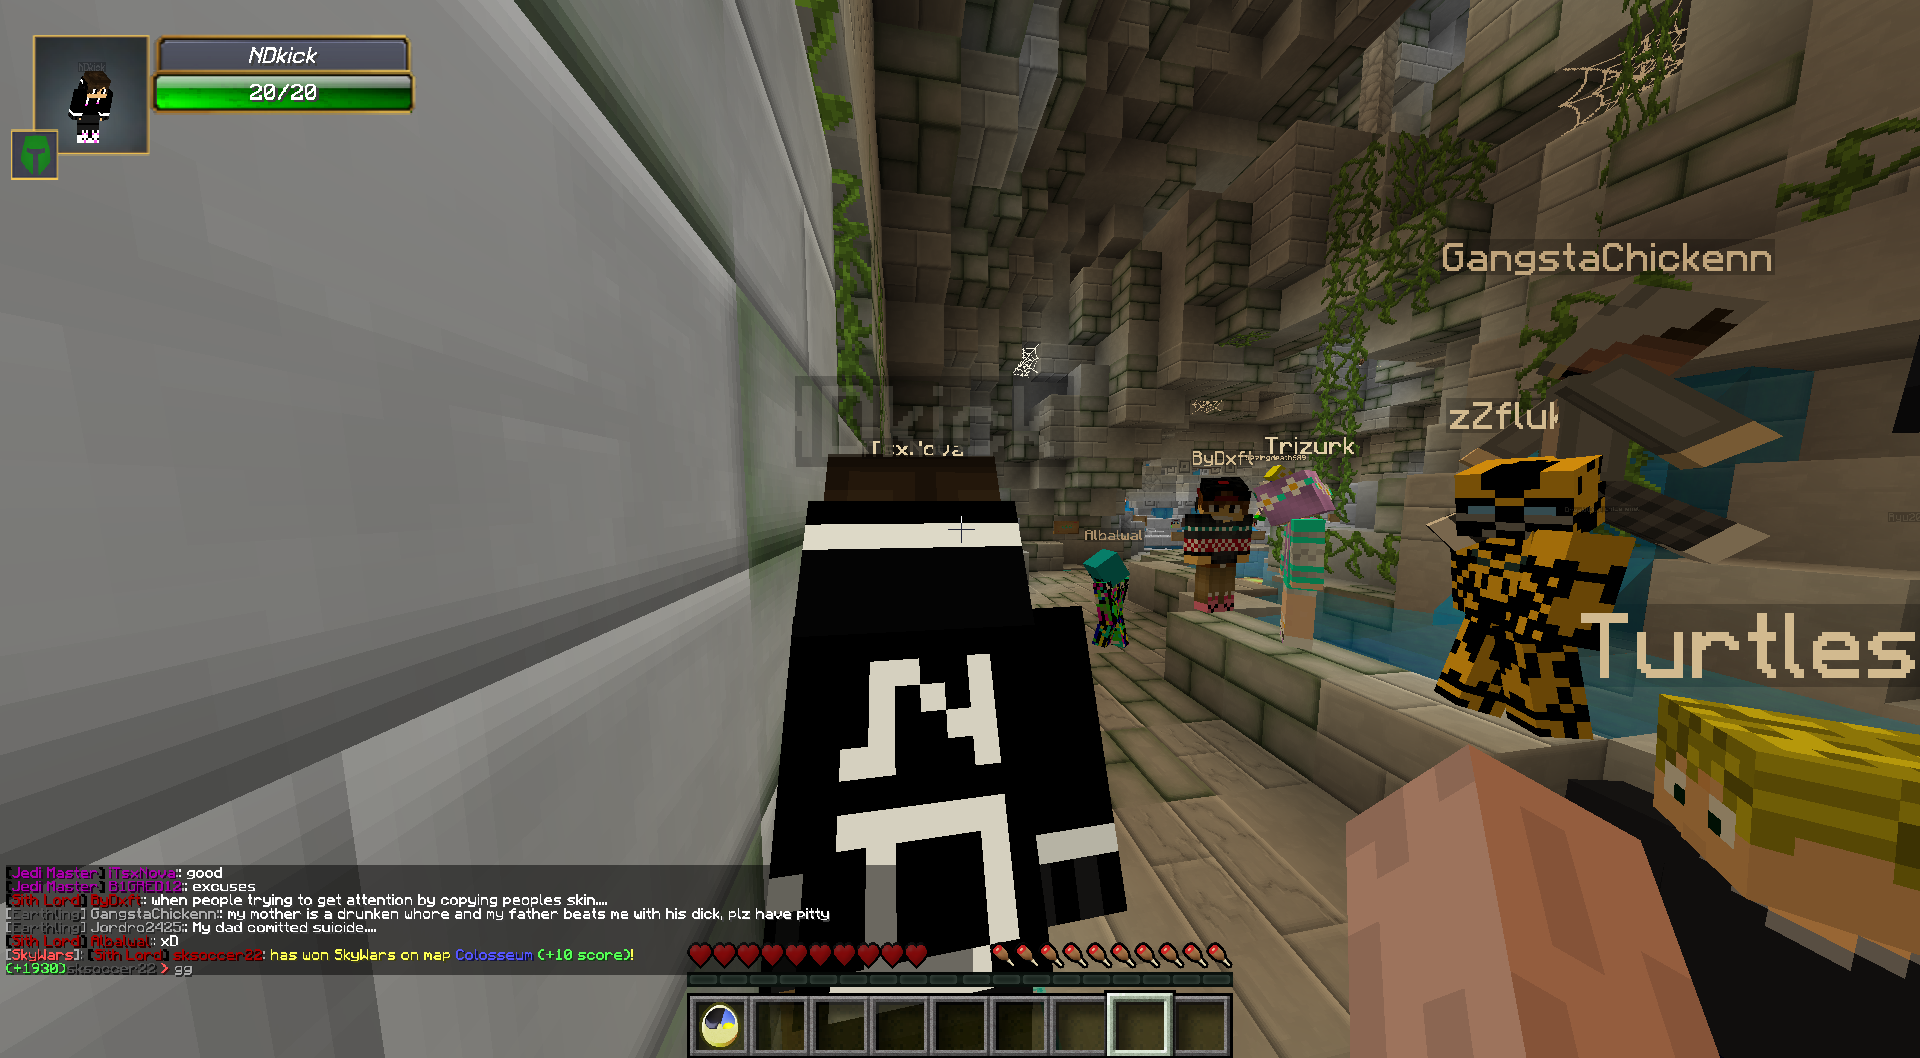 NDkick
20/20
GangstaChickenn
zZfluk
Trizurk
ByDxft
Albalwal
Turtles
[Jedi Master] ITsxNova:: good
[Jedi Master] :: excuses
[Sith Lord] ByDxft:: when people trying to get attention by copying peoples skin....
[Earthling] GangstaChickenn:: my mother is a drunken whore and my father beats me with his dick, plz have pitty
[Earthling] Jordro2425:: My dad comitted suicide....
[Sith Lord] Albalwal:: xD
[SkyWars]: [Sith Lord] sksoccer22: has won SkyWars on map Colosseum (+10 score)!
(+1930)sksoccer22 > gg